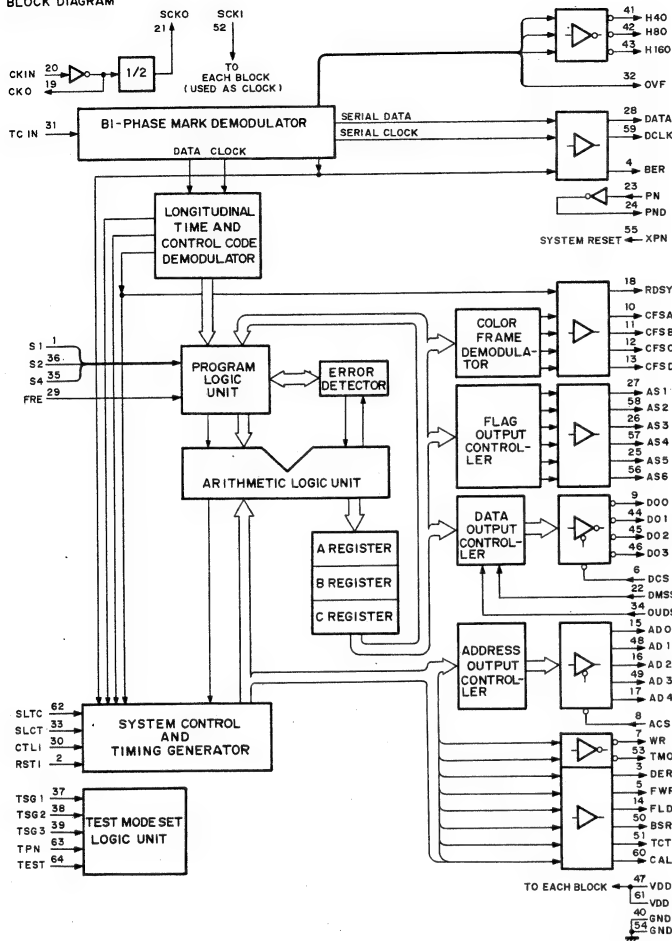 BLOCK DIAGRAM
SCKO
21
SCKI
52
TO
EACH BLOCK
(USED AS CLOCK)
CKIN 20
CKO 19
1/2
41 H40
42 H80
43 H160
32 OVF
TC IN 31
BI-PHASE MARK DEMODULATOR
DATA CLOCK
SERIAL DATA
SERIAL CLOCK
28 DATA
59 DCLK
4 BER
23 PN
24 PND
SYSTEM RESET 55 XPN
LONGITUDINAL
TIME AND
CONTROL CODE
DEMODULATOR
18 RDSY
10 CFSA
11 CFSB
12 CFSC
13 CFSD
COLOR
FRAME
DEMODULA-
TOR
S1 1
S2 36
S4 35
FRE 29
PROGRAM
LOGIC
UNIT
ERROR
DETECTOR
27 AS1
58 AS2
26 AS3
57 AS4
25 AS5
56 AS6
FLAG
OUTPUT
CONTROL-
LER
ARITHMETIC LOGIC UNIT
A REGISTER
B REGISTER
C REGISTER
DATA
OUTPUT
CONTROL-
LER
9 DO0
44 DO1
45 DO2
46 DO3
6 DCS
22 DMSS
34 OUDS
ADDRESS
OUTPUT
CONTROL-
LER
15 AD0
48 AD1
16 AD2
49 AD3
17 AD4
8 ACS
7 WR
53 TMO
3 DER
5 FWR
14 FLD
50 BSR
51 TCT
60 CAL
SLTC 62
SLCT 33
CTLI 30
RSTI 2
SYSTEM CONTROL
AND
TIMING GENERATOR
TSG1 37
TSG2 38
TSG3 39
TPN 63
TEST 64
TEST MODE SET
LOGIC UNIT
TO EACH BLOCK 47 VDD
61 VDD
40 GND
54 GND